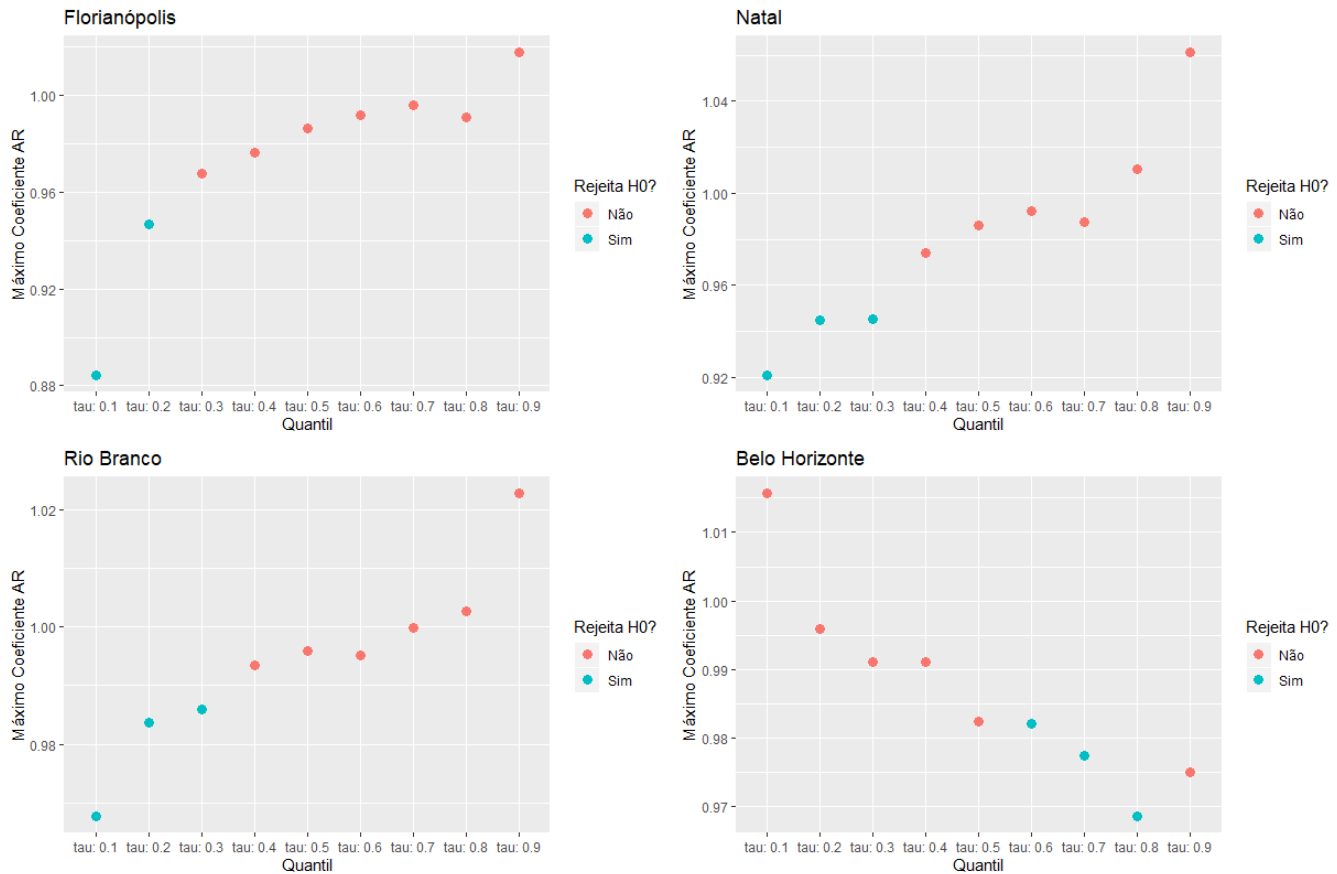 Florianópolis
Máximo Coeficiente AR
1.00
0.96
0.92
0.88
tau: 0.1 tau: 0.2 tau: 0.3 tau: 0.4 tau: 0.5 tau: 0.6 tau: 0.7 tau: 0.8 tau: 0.9
Quantil
Rejeita H0?
Não
Sim
Natal
Máximo Coeficiente AR
1.04
1.00
0.96
0.92
tau: 0.1 tau: 0.2 tau: 0.3 tau: 0.4 tau: 0.5 tau: 0.6 tau: 0.7 tau: 0.8 tau: 0.9
Quantil
Rejeita H0?
Não
Sim
Rio Branco
Máximo Coeficiente AR
1.02
1.00
0.98
tau: 0.1 tau: 0.2 tau: 0.3 tau: 0.4 tau: 0.5 tau: 0.6 tau: 0.7 tau: 0.8 tau: 0.9
Quantil
Rejeita H0?
Não
Sim
Belo Horizonte
Máximo Coeficiente AR
1.01
1.00
0.99
0.98
0.97
tau: 0.1 tau: 0.2 tau: 0.3 tau: 0.4 tau: 0.5 tau: 0.6 tau: 0.7 tau: 0.8 tau: 0.9
Quantil
Rejeita H0?
Não
Sim